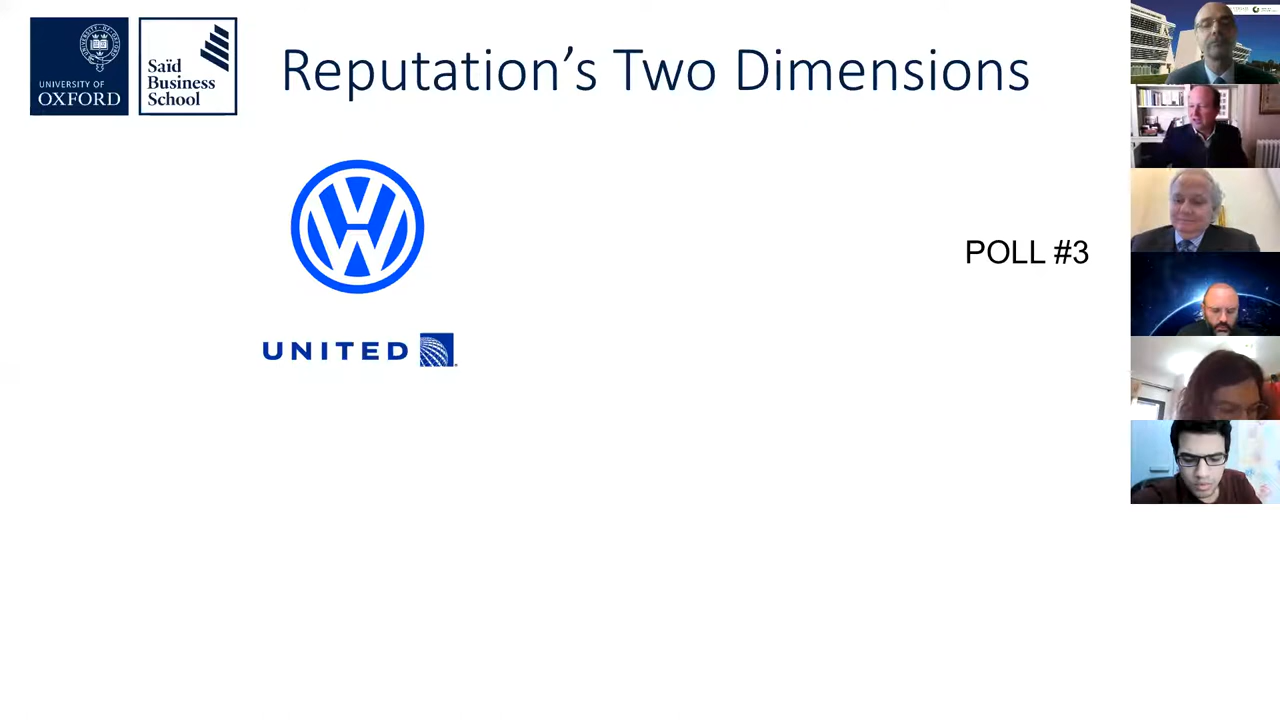 UNIVERSITY OF
OXFORD
Saïd
Business
School
Reputation’s Two Dimensions
POLL #3
UNITED